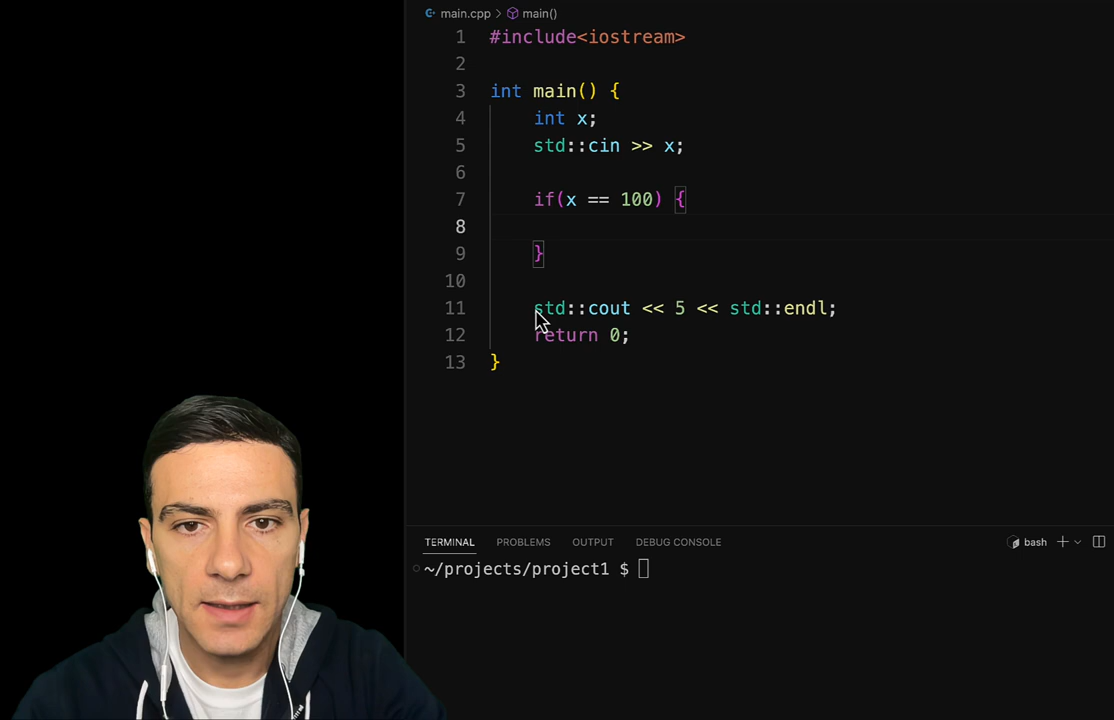 main.cpp > main()
1 #include<iostream>
2
3 int main() {
4 int x;
5 std::cin >> x;
6
7 if(x == 100) {
8
9 }
10
11 std::cout << 5 << std::endl;
12 return 0;
13 }
TERMINAL PROBLEMS OUTPUT DEBUG CONSOLE bash
~/projects/project1 $